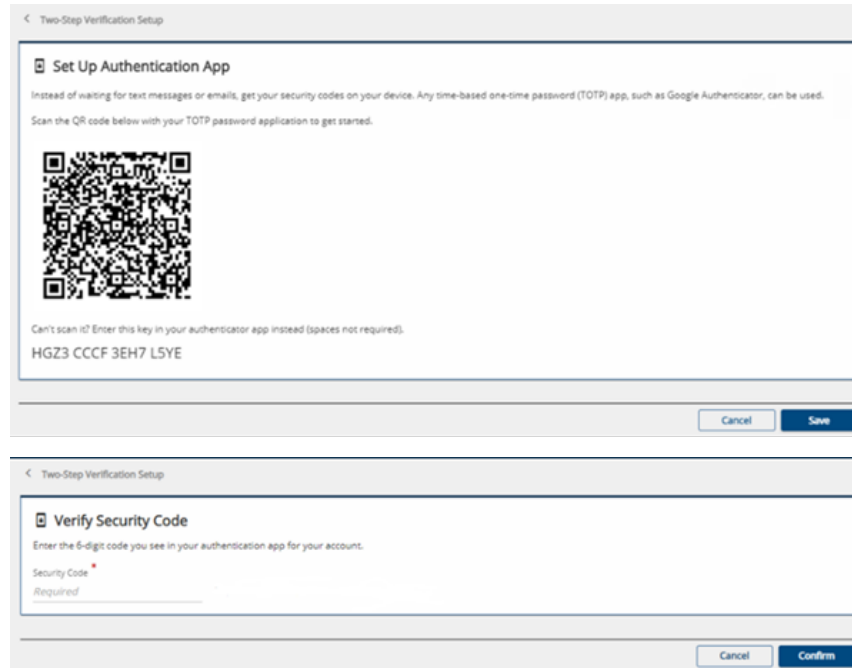 Two-Step Verification Setup
Set Up Authentication App
Instead of waiting for text messages or emails, get your security codes on your device. Any time-based one-time password (TOTP) app, such as Google Authenticator, can be used.
Scan the QR code below with your TOTP password application to get started.
Can't scan it? Enter this key in your authenticator app instead (spaces not required).
HGZ3 CCCF 3EH7 L5YE
Cancel
Save
Two-Step Verification Setup
Verify Security Code
Enter the 6-digit code you see in your authentication app for your account.
Security Code *
Required
Cancel
Confirm